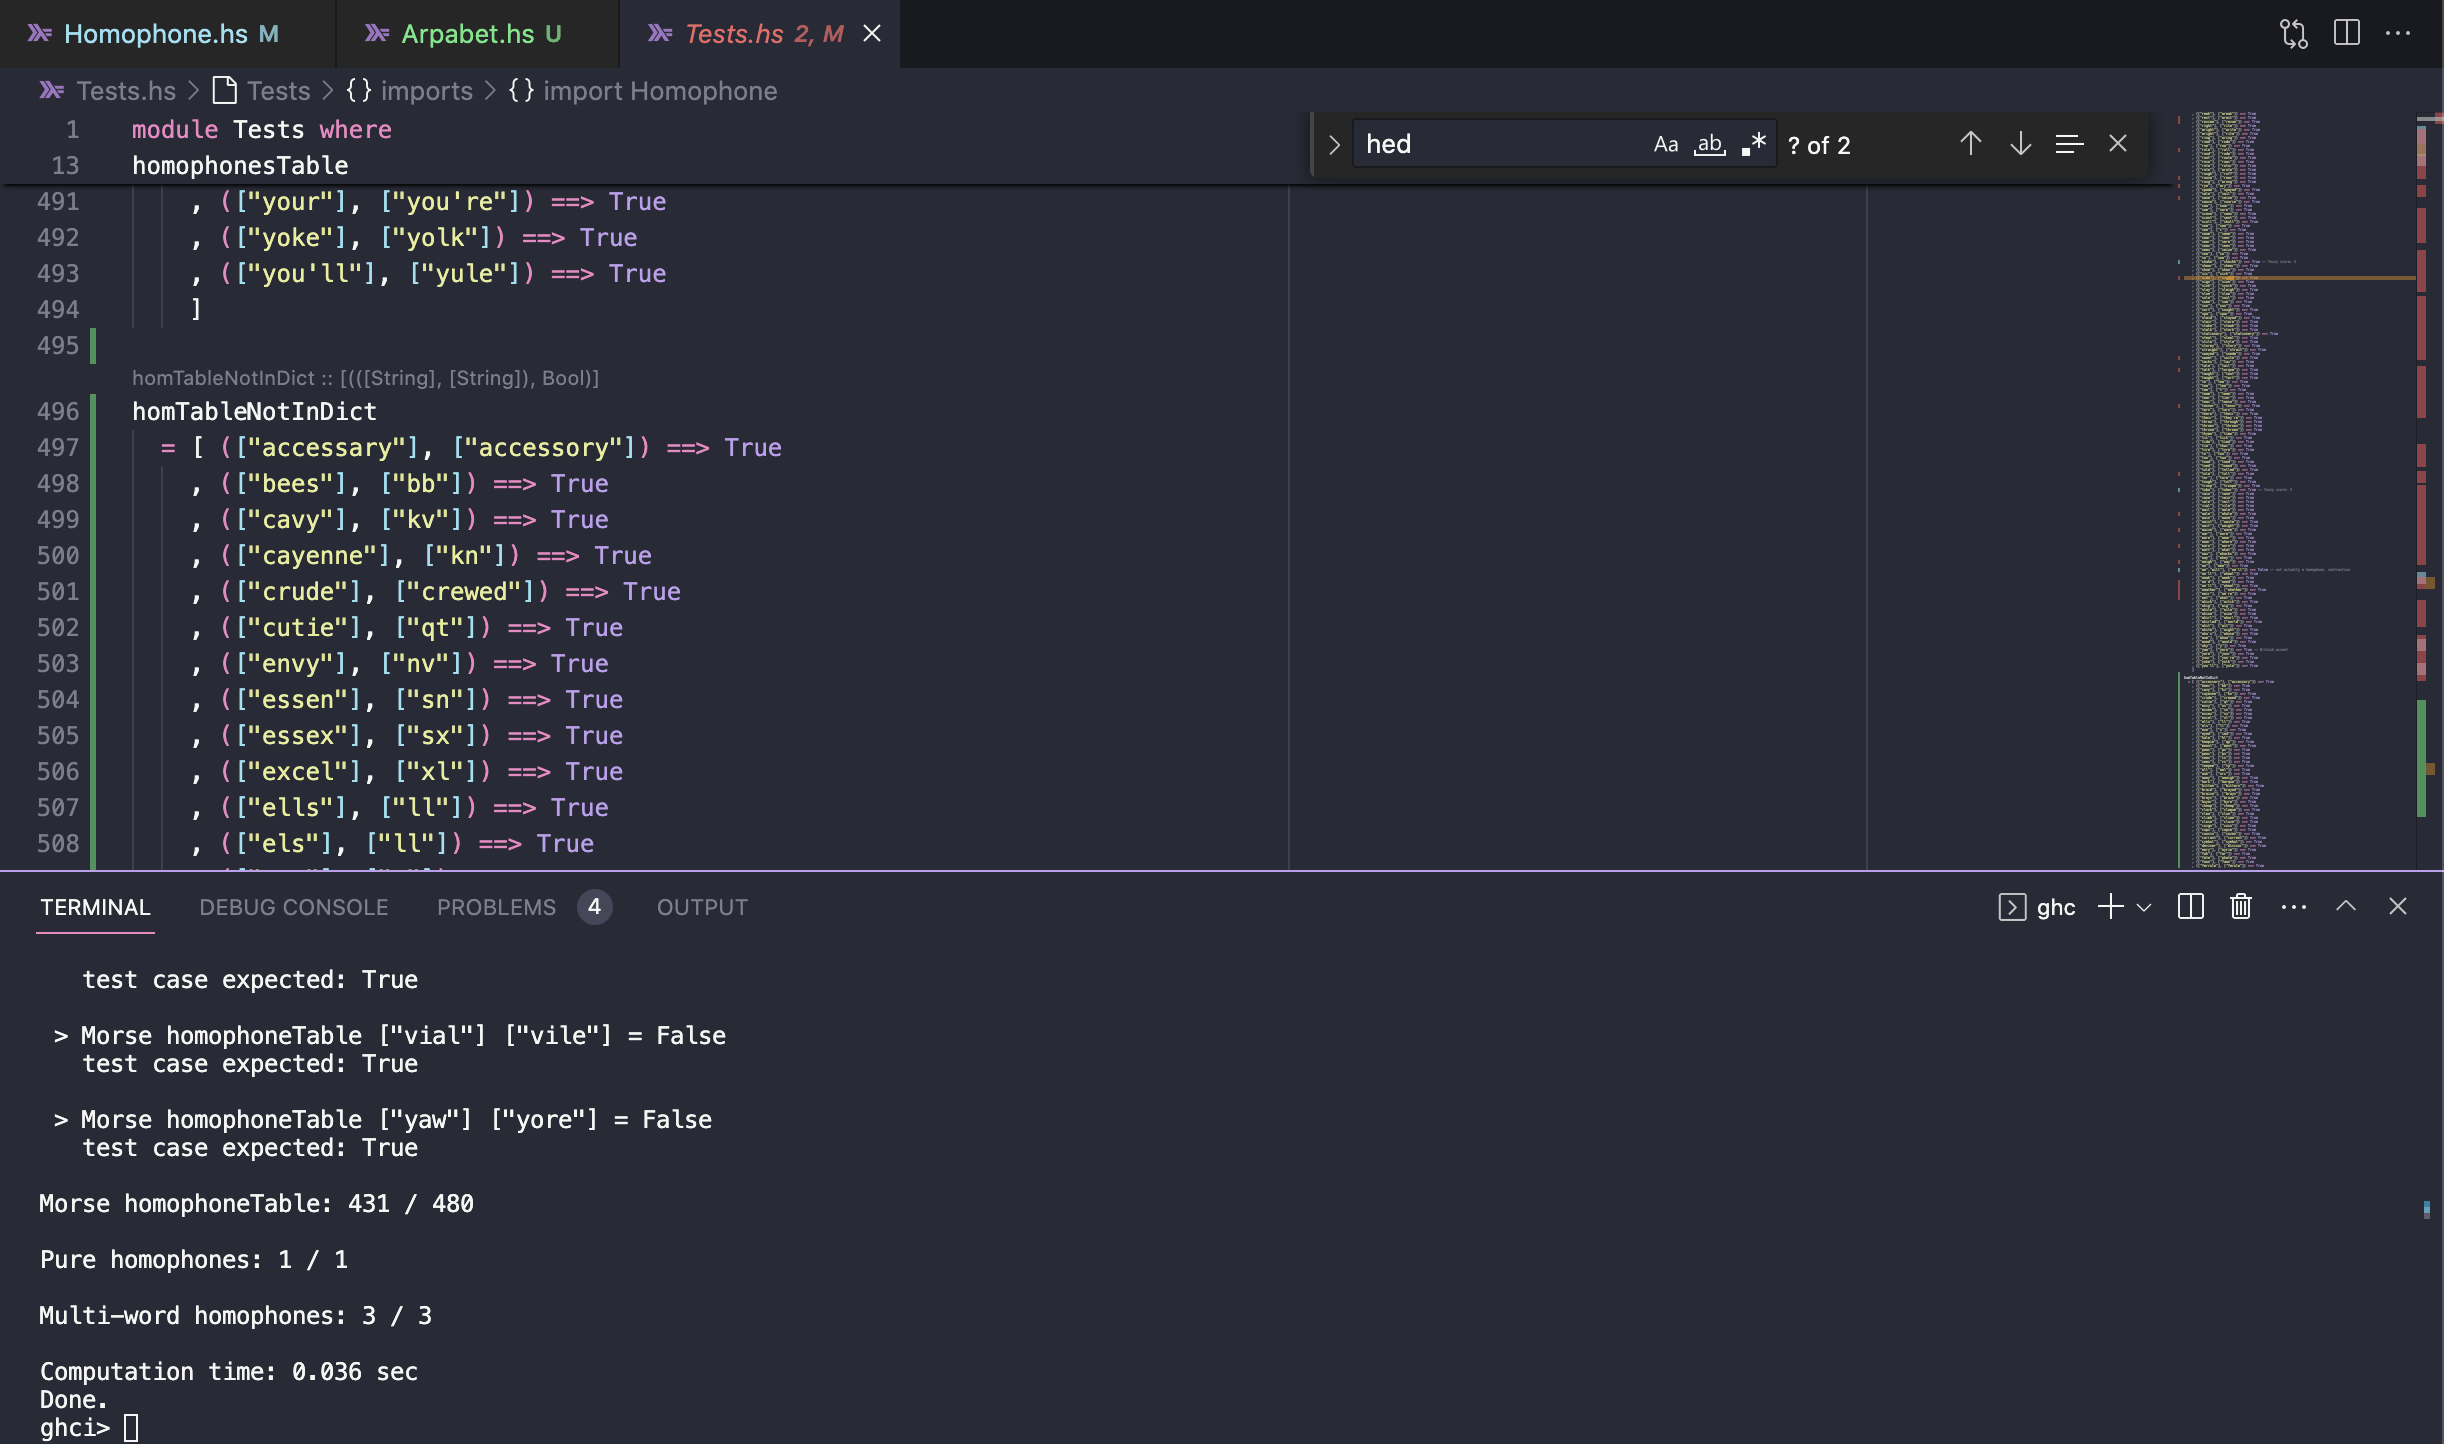 Homophone.hs M
Arpabet.hs U
Tests.hs 2, M
Tests.hs > Tests > {} imports > {} import Homophone
hed
Aa ab .* ? of 2
1 module Tests where
13 homophonesTable
491 , (["your"], ["you're"]) ==> True
492 , (["yoke"], ["yolk"]) ==> True
493 , (["you'll"], ["yule"]) ==> True
494 ]
495
homTableNotInDict :: [(([String], [String]), Bool)]
496 homTableNotInDict
497 = [ (["accessary"], ["accessory"]) ==> True
498 , (["bees"], ["bb"]) ==> True
499 , (["cavy"], ["kv"]) ==> True
500 , (["cayenne"], ["kn"]) ==> True
501 , (["crude"], ["crewed"]) ==> True
502 , (["cutie"], ["qt"]) ==> True
503 , (["envy"], ["nv"]) ==> True
504 , (["essen"], ["sn"]) ==> True
505 , (["essex"], ["sx"]) ==> True
506 , (["excel"], ["xl"]) ==> True
507 , (["ells"], ["ll"]) ==> True
508 , (["els"], ["ll"]) ==> True
TERMINAL DEBUG CONSOLE PROBLEMS 4 OUTPUT
ghc
test case expected: True
> Morse homophoneTable ["vial"] ["vile"] = False
test case expected: True
> Morse homophoneTable ["yaw"] ["yore"] = False
test case expected: True
Morse homophoneTable: 431 / 480
Pure homophones: 1 / 1
Multi-word homophones: 3 / 3
Computation time: 0.036 sec
Done.
ghci>